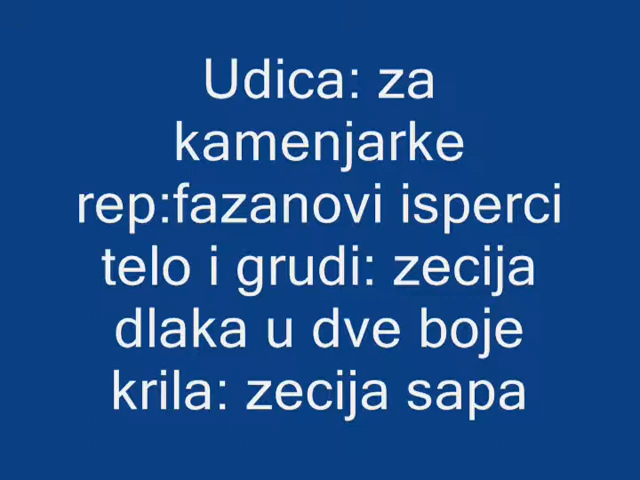 Udica: za
kamenjarke
rep:fazanovi isperci
telo i grudi: zecija
dlaka u dve boje
krila: zecija sapa